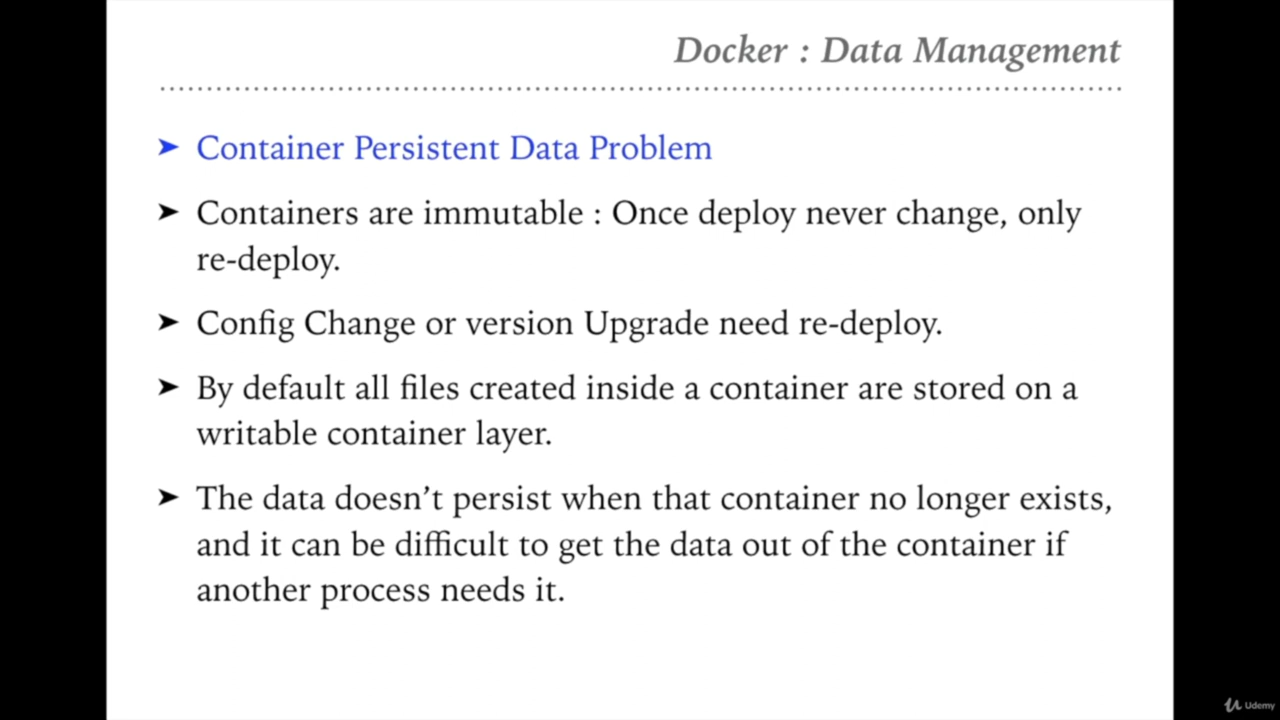 Docker : Data Management
➤ Container Persistent Data Problem
➤ Containers are immutable : Once deploy never change, only
re-deploy.
➤ Config Change or version Upgrade need re-deploy.
➤ By default all files created inside a container are stored on a
writable container layer.
➤ The data doesn’t persist when that container no longer exists,
and it can be difficult to get the data out of the container if
another process needs it.
Udemy